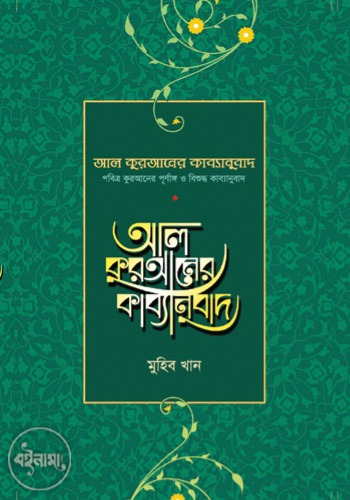 আল কুরআনের কাব্যানুবাদ
পবিত্র কুরআনের পূর্ণাঙ্গ ও বিশুদ্ধ কাব্যানুবাদ
আল
কুরআনের
কাব্যানুবাদ
মুহিব খান
বইনামা